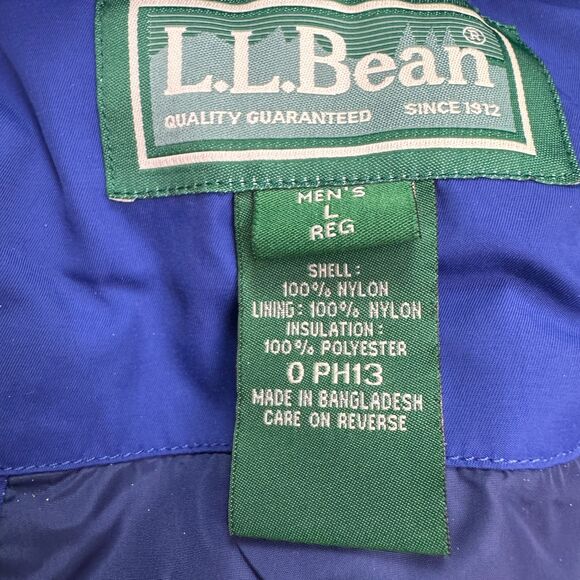 L.L.Bean®
QUALITY GUARANTEED SINCE 1912
MEN'S
L
REG
SHELL:
100% NYLON
LINING: 100% NYLON
INSULATION:
100% POLYESTER
0 PH13
MADE IN BANGLADESH
CARE ON REVERSE